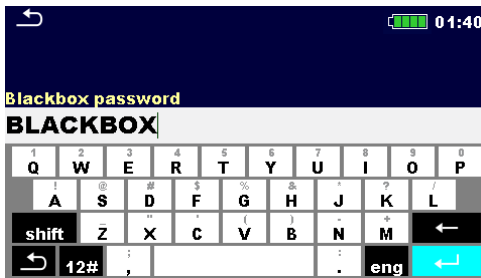 01:40
Blackbox password
BLACKBOX
1 2 3 4 5 6 7 8 9 0
Q W E R T Y U I O P
! @ # $ % & * ? /
A S D F G H J K L
" ' ( ) - +
shift Z X C V B N M ←
; :
12# , . eng